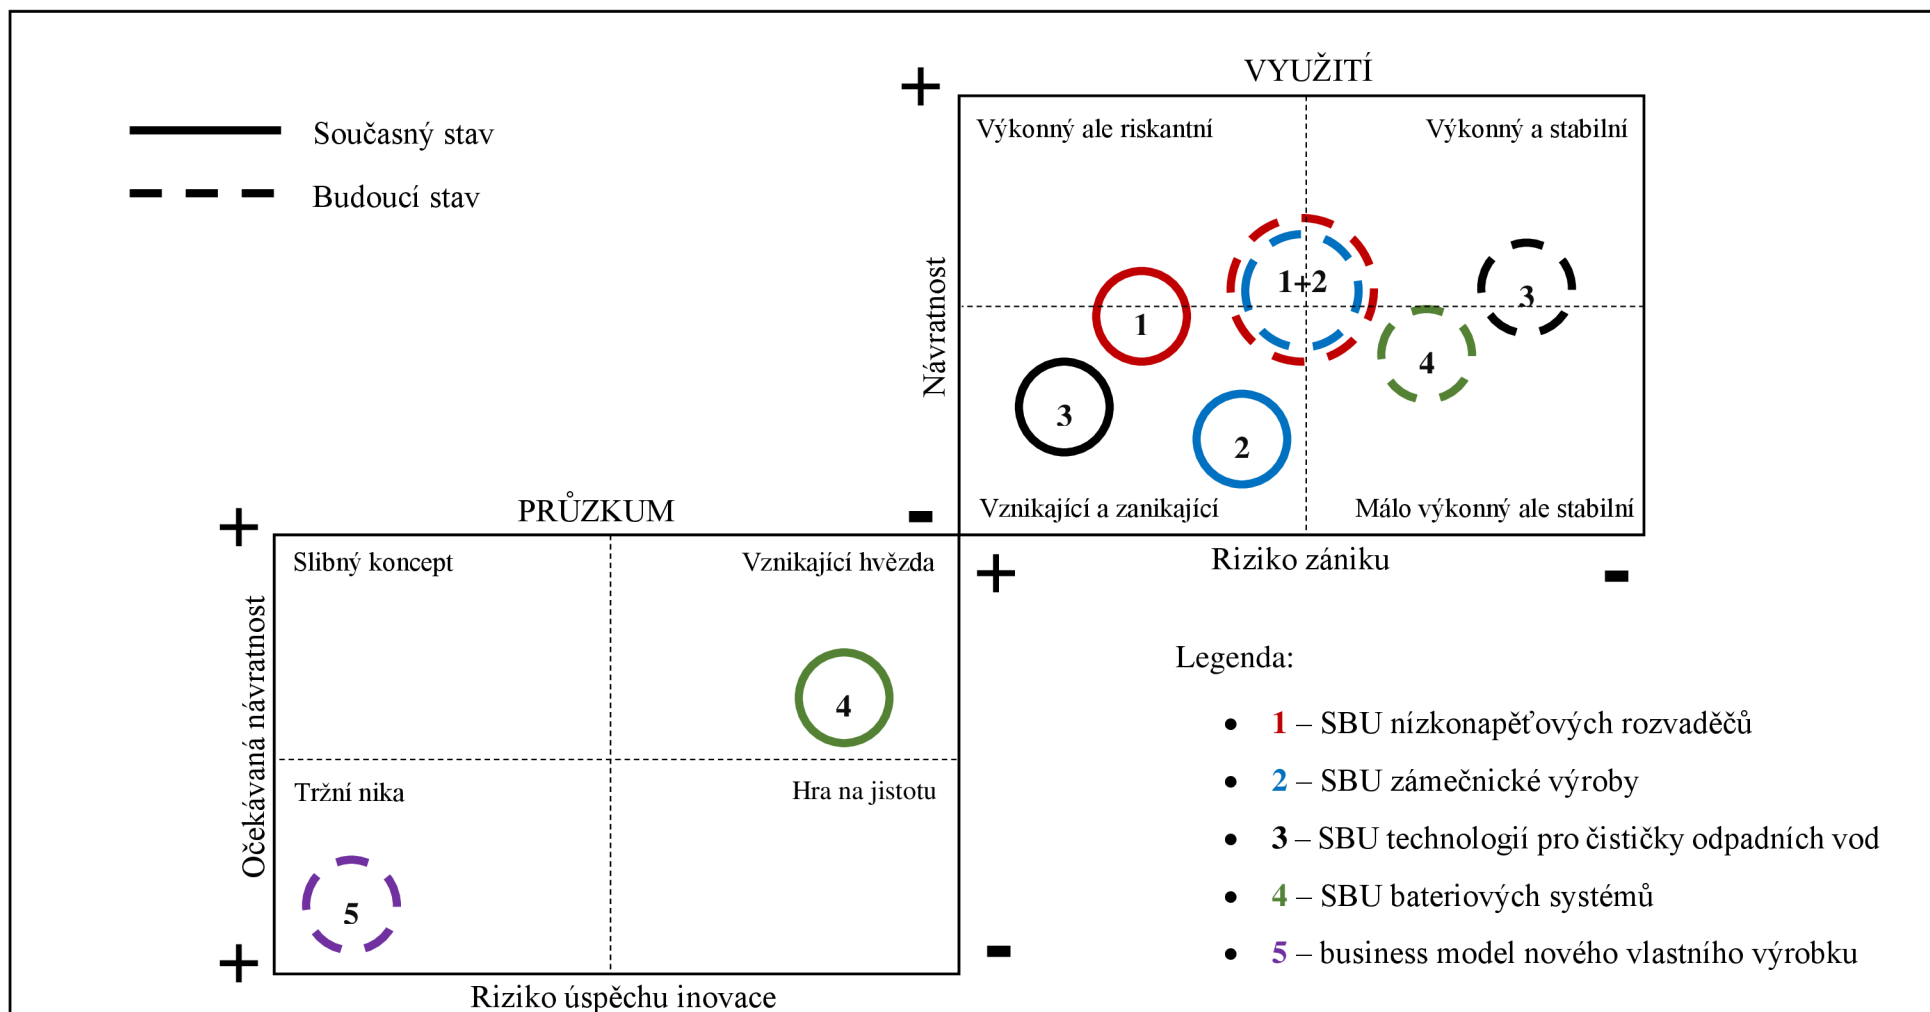 Současný stav
Budoucí stav
VYUŽITÍ
+
Výkonný ale riskantní
Výkonný a stabilní
Návratnost
1+2
3
1
4
3
2
Vznikající a zanikající
Málo výkonný ale stabilní
-
+
Riziko zániku
-
PRŮZKUM
+
Slibný koncept
Vznikající hvězda
Očekávaná návratnost
4
Tržní nika
Hra na jistotu
5
+
-
Riziko úspěchu inovace
Legenda:
• 1 – SBU nízkonapěťových rozvaděčů
• 2 – SBU zámečnické výroby
• 3 – SBU technologií pro čističky odpadních vod
• 4 – SBU bateriových systémů
• 5 – business model nového vlastního výrobku